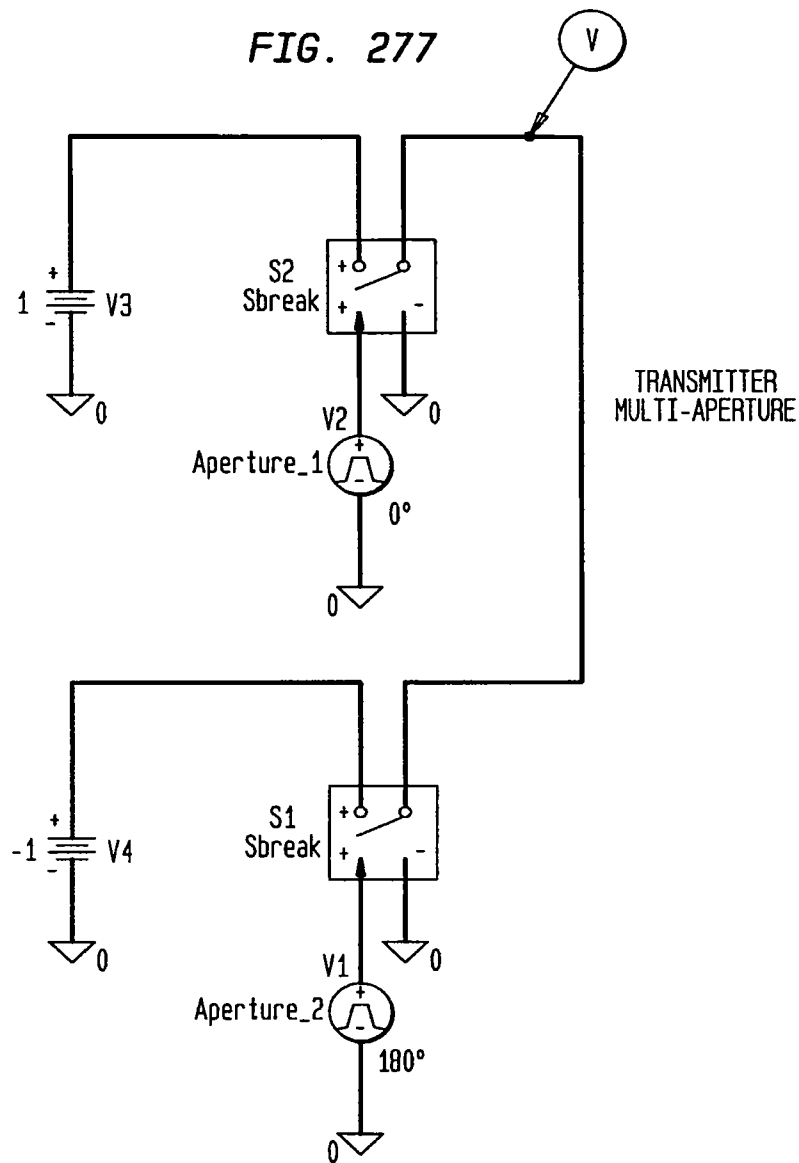 FIG. 277
V
S2
Sbreak
+
+
-
+
1
V3
-
0
0
TRANSMITTER
MULTI-APERTURE
V2
Aperture_1
+
-
0°
0
S1
Sbreak
+
+
-
+
-1
V4
-
0
0
V1
Aperture_2
+
-
180°
0